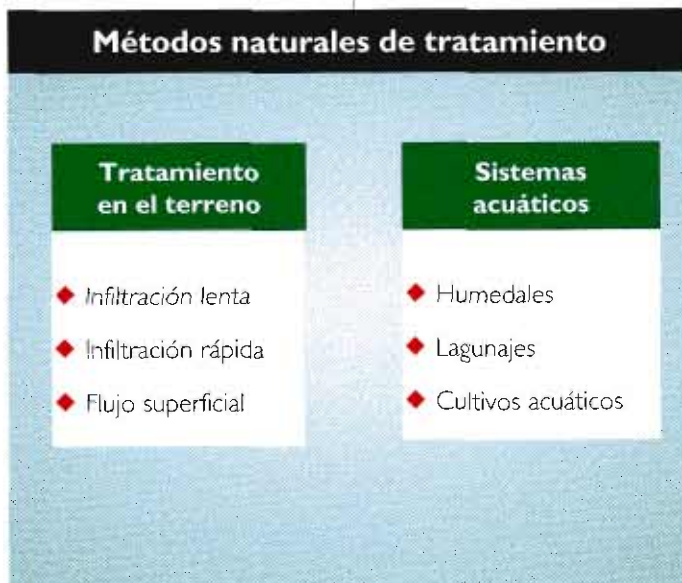 Métodos naturales de tratamiento
Tratamiento
en el terreno
◆ Infiltración lenta
◆ Infiltración rápida
◆ Flujo superficial
Sistemas
acuáticos
◆ Humedales
◆ Lagunajes
◆ Cultivos acuáticos